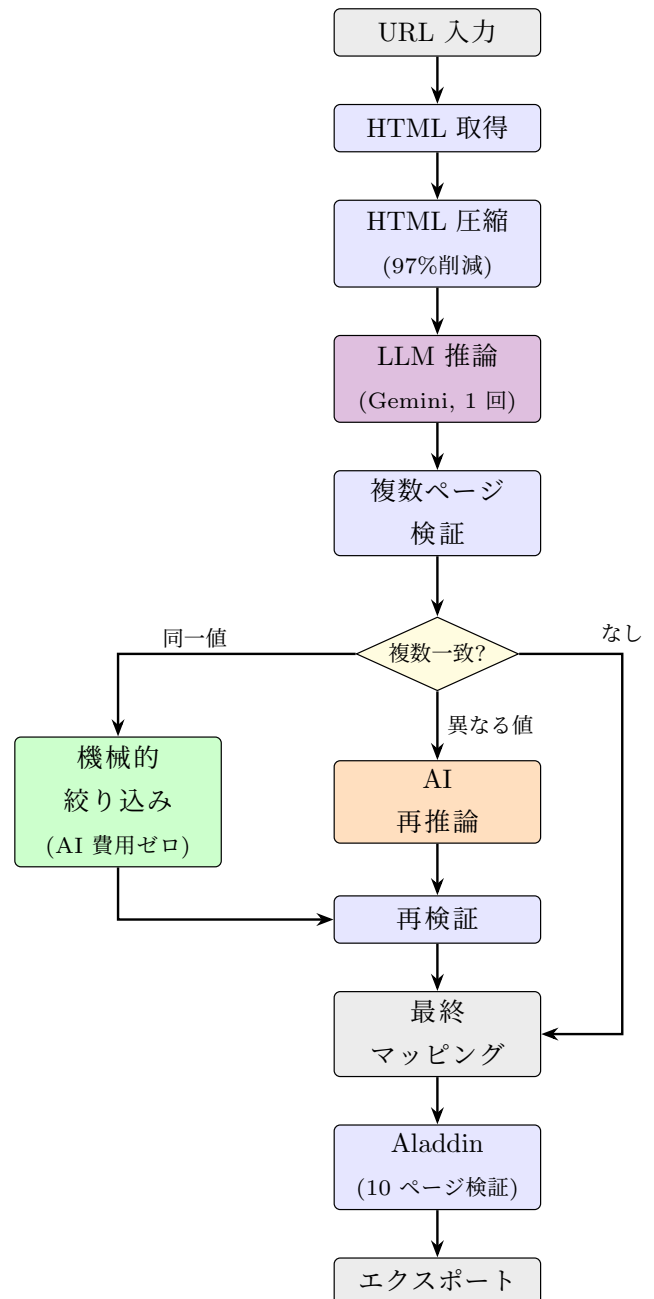 URL 入力
HTML 取得
HTML 圧縮
(97%削減)
LLM 推論
(Gemini, 1 回)
複数ページ
検証
複数一致?
同一値
なし
異なる値
機械的
絞り込み
(AI 費用ゼロ)
AI
再推論
再検証
最終
マッピング
Aladdin
(10 ページ検証)
エクスポート